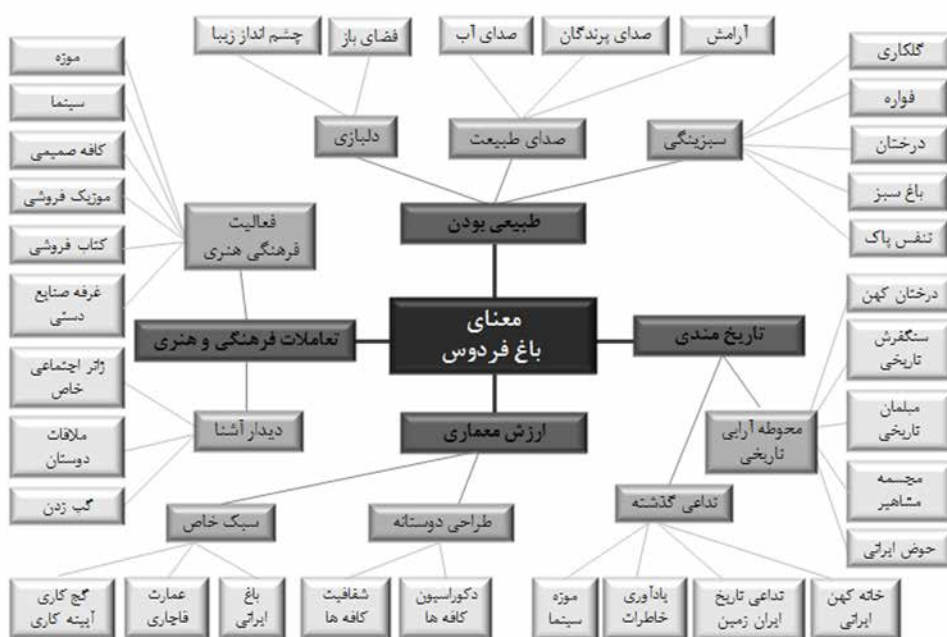 چشم انداز زیبا
فضای باز
صدای آب
صدای پرندگان
آرامش
موزه
سینما
کافه صمیمی
موزیک فروشی
کتاب فروشی
غرفه صنایع
دستی
ژانر اجتماعی
خاص
ملاقات
دوستان
گپ زدن
گلکاری
فواره
درختان
باغ سبز
تنفس پاک
درختان کهن
سنگفرش
تاریخی
مبلمان
تاریخی
مجسمه
مشاهیر
حوض ایرانی
دلبازی
صدای طبیعت
سبزینگی
طبیعی بودن
فعالیت
فرهنگی هنری
تعاملات فرهنگی و هنری
معنای
باغ فردوس
تاریخ مندی
دیدار آشنا
ارزش معماری
محوطه آرایی
تاریخی
سبک خاص
طراحی دوستانه
تداعی گذشته
گچ کاری
آیینه کاری
عمارت
قاجاری
باغ
ایرانی
شفافیت
کافه ها
دکوراسیون
کافه ها
موزه
سینما
یادآوری
خاطرات
تداعی تاریخ
ایران زمین
خانه کهن
ایرانی